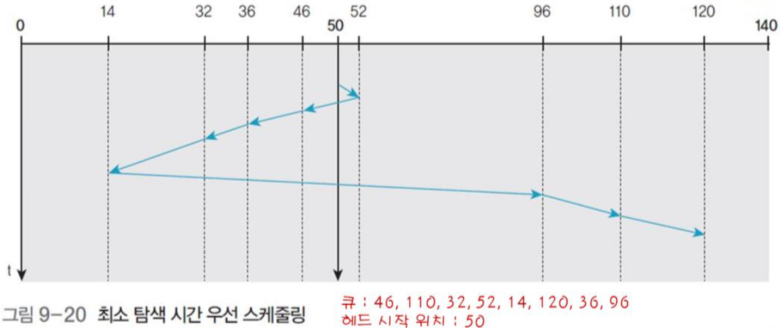 14 32 36 46 52 96 110 120
0 50 140
t
그림 9-20 최소 탐색 시간 우선 스케줄링
큐 : 46, 110, 32, 52, 14, 120, 36, 96
헤드 시작 위치 : 50